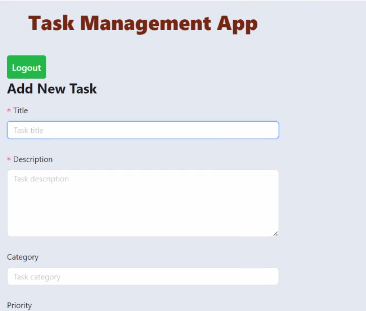 Task Management App
Logout
Add New Task
* Title
Task title
* Description
Task description
Category
Task category
Priority